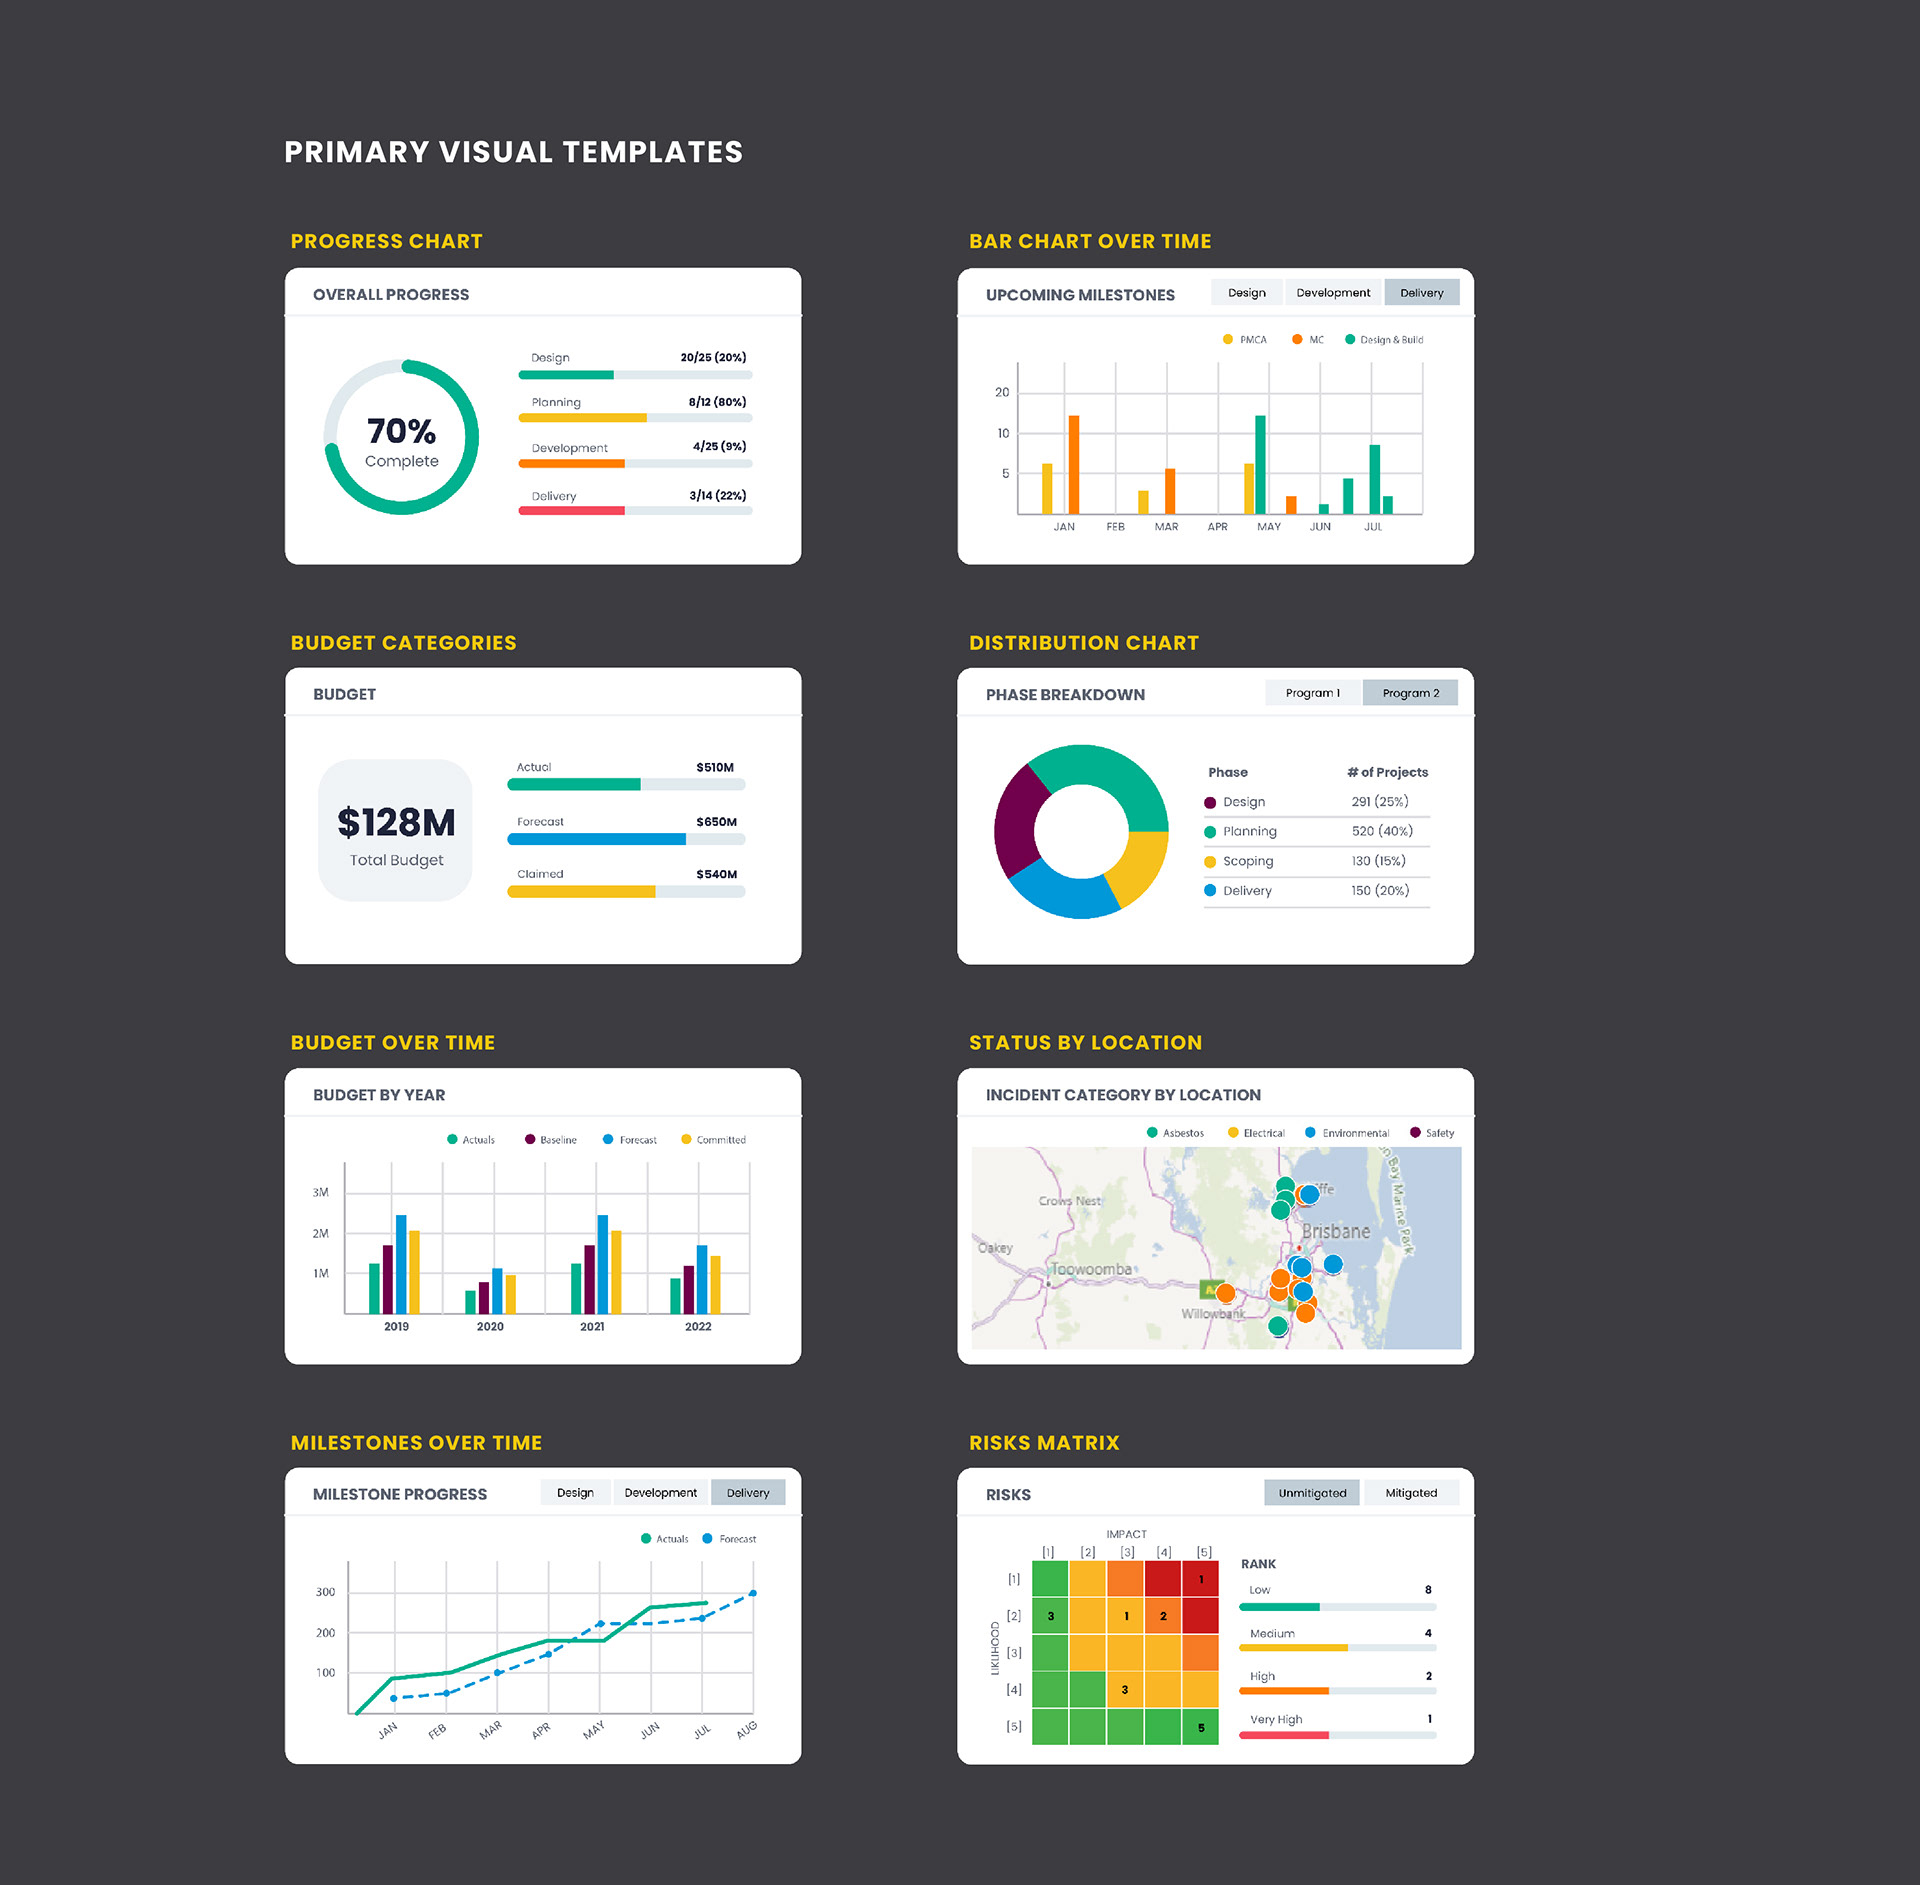 PRIMARY VISUAL TEMPLATES
PROGRESS CHART
OVERALL PROGRESS
70%
Complete
Design 20/25 (20%)
Planning 8/12 (80%)
Development 4/25 (9%)
Delivery 3/14 (22%)
BAR CHART OVER TIME
UPCOMING MILESTONES Design Development Delivery
PMCA MC Design & Build
20
10
5
JAN FEB MAR APR MAY JUN JUL
BUDGET CATEGORIES
BUDGET
$128M
Total Budget
Actual $510M
Forecast $650M
Claimed $540M
DISTRIBUTION CHART
PHASE BREAKDOWN Program 1 Program 2
Phase # of Projects
Design 291 (25%)
Planning 520 (40%)
Scoping 130 (15%)
Delivery 150 (20%)
BUDGET OVER TIME
BUDGET BY YEAR
Actuals Baseline Forecast Committed
3M
2M
1M
2019 2020 2021 2022
STATUS BY LOCATION
INCIDENT CATEGORY BY LOCATION
Asbestos Electrical Environmental Safety
Bay Marine Park
Crows Nest
Brisbane
Oakey
Toowoomba
Willowbank
MILESTONES OVER TIME
MILESTONE PROGRESS Design Development Delivery
Actuals Forecast
300
200
100
JAN FEB MAR APR MAY JUN JUL AUG
RISKS MATRIX
RISKS Unmitigated Mitigated
IMPACT
[1] [2] [3] [4] [5]
LIKLIHOOD
[1] 1
[2] 3 1 2
[3]
[4] 3
[5] 5
RANK
Low 8
Medium 4
High 2
Very High 1